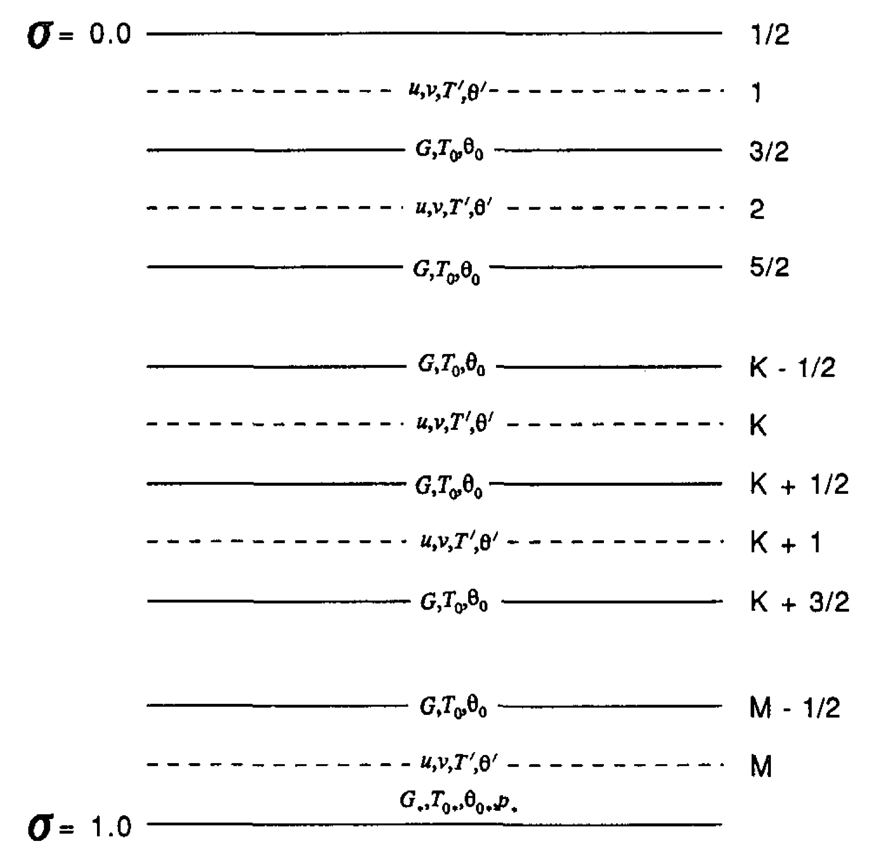 σ = 0.0 1/2
u,v,T′,θ′ 1
G,T₀,θ₀ 3/2
u,v,T′,θ′ 2
G,T₀,θ₀ 5/2
G,T₀,θ₀ K - 1/2
u,v,T′,θ′ K
G,T₀,θ₀ K + 1/2
u,v,T′,θ′ K + 1
G,T₀,θ₀ K + 3/2
G,T₀,θ₀ M - 1/2
u,v,T′,θ′ M
G*,T₀*,θ₀*,p*
σ = 1.0